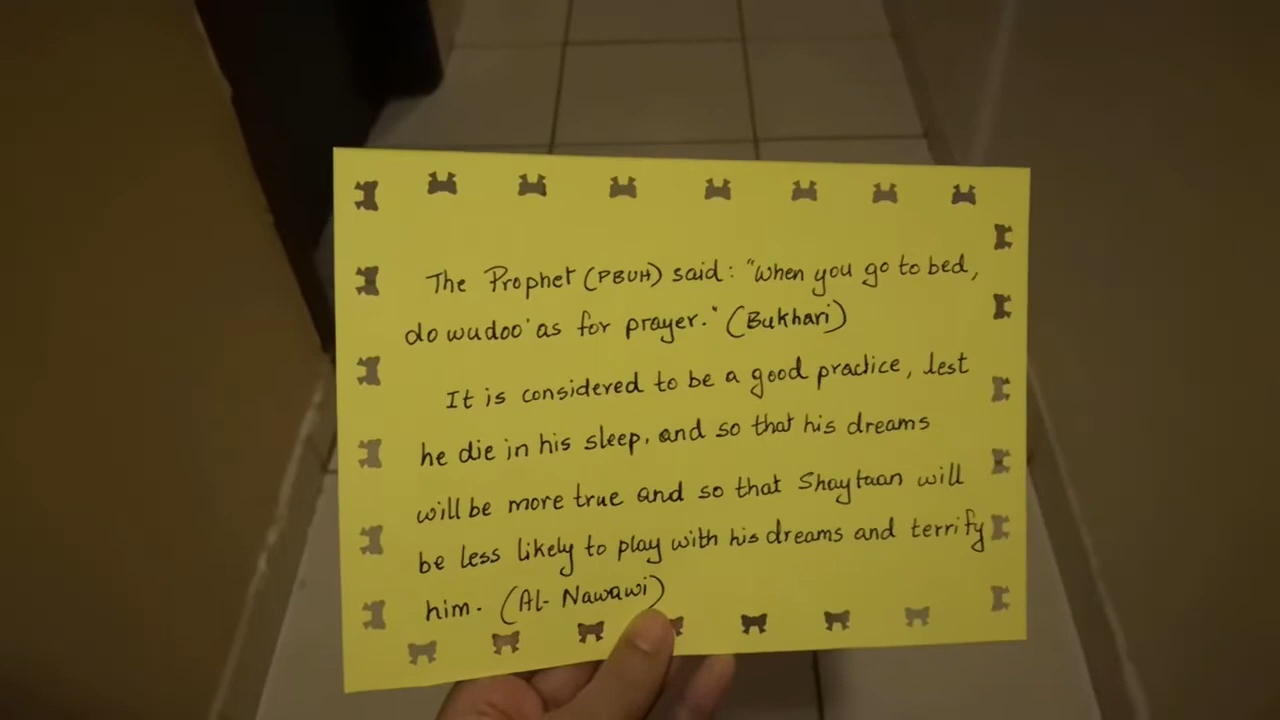 The Prophet (PBUH) said: "When you go to bed,
do wudoo' as for prayer." (Bukhari)
It is considered to be a good practice, lest
he die in his sleep, and so that his dreams
will be more true and so that Shaytaan will
be less likely to play with his dreams and terrify
him. (Al- Nawawi)